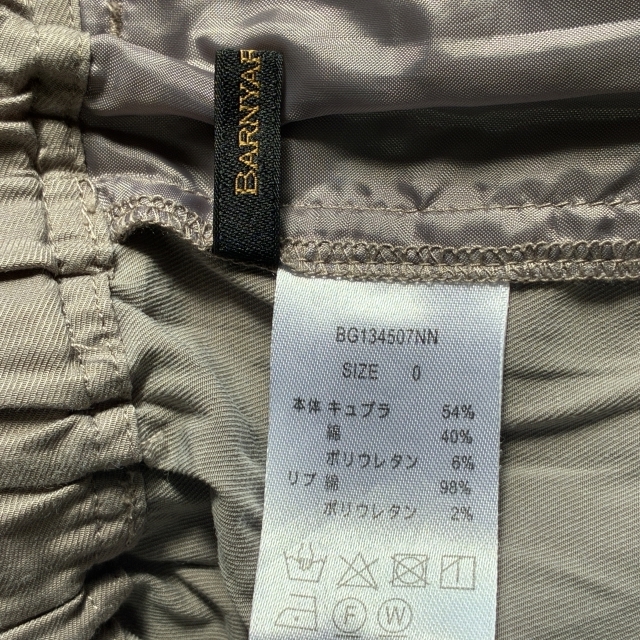 BARNYAR
BG134507NN
SIZE 0
本体 キュプラ 54%
綿 40%
ポリウレタン 6%
リブ 綿 98%
ポリウレタン 2%
F W